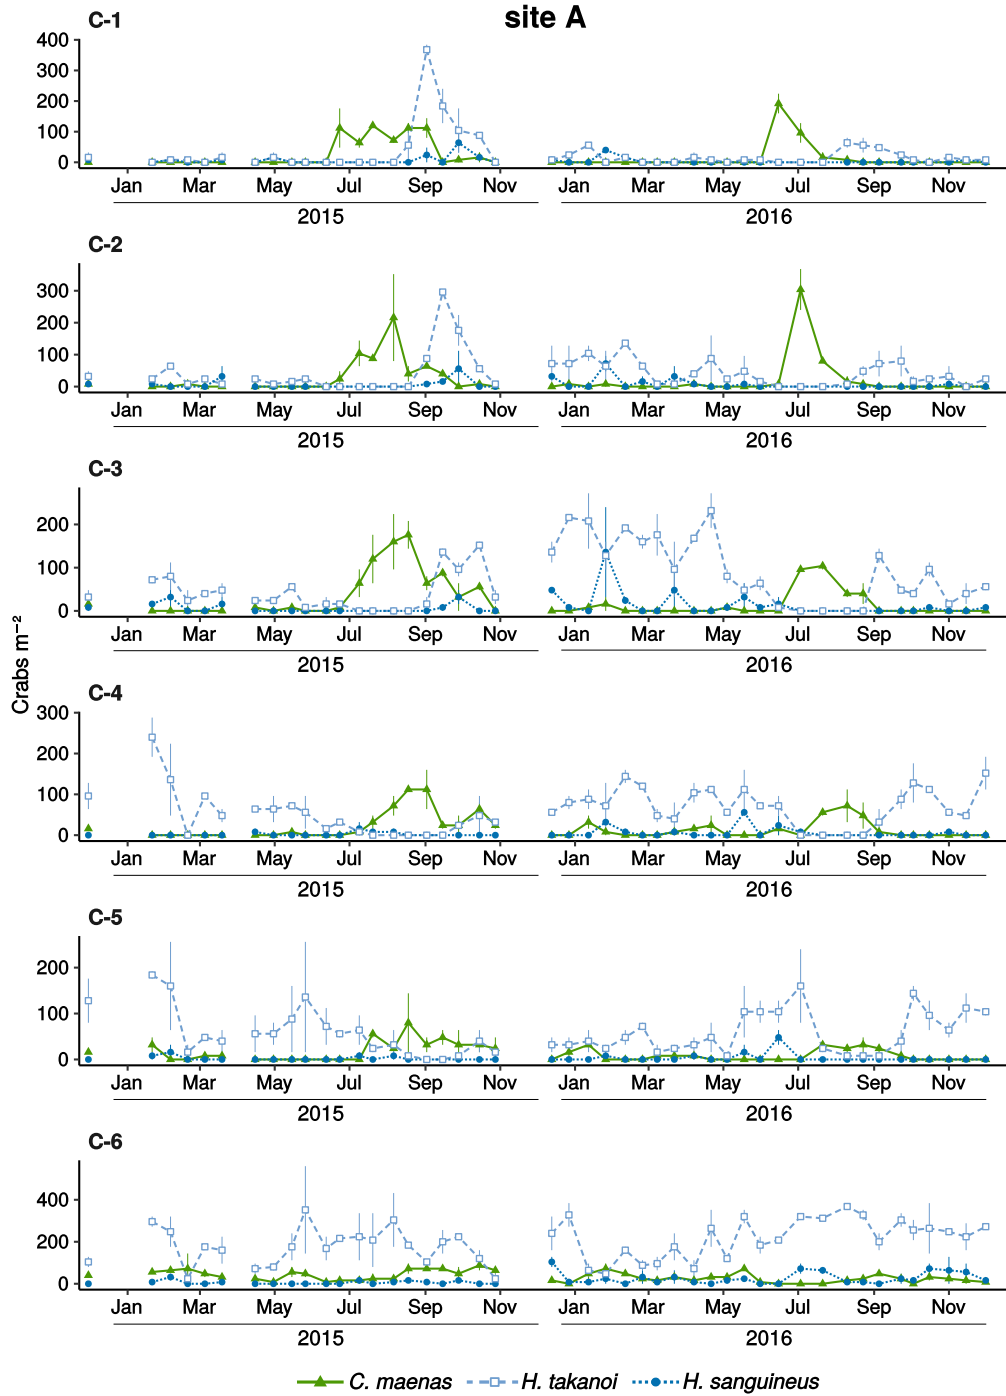 site A
C-1
400
300
200
100
0
Jan Mar May Jul Sep Nov Jan Mar May Jul Sep Nov
2015 2016
C-2
300
200
100
0
Jan Mar May Jul Sep Nov Jan Mar May Jul Sep Nov
2015 2016
C-3
200
100
0
Jan Mar May Jul Sep Nov Jan Mar May Jul Sep Nov
2015 2016
Crabs m⁻²
C-4
300
200
100
0
Jan Mar May Jul Sep Nov Jan Mar May Jul Sep Nov
2015 2016
C-5
200
100
0
Jan Mar May Jul Sep Nov Jan Mar May Jul Sep Nov
2015 2016
C-6
400
200
0
Jan Mar May Jul Sep Nov Jan Mar May Jul Sep Nov
2015 2016
C. maenas H. takanoi H. sanguineus